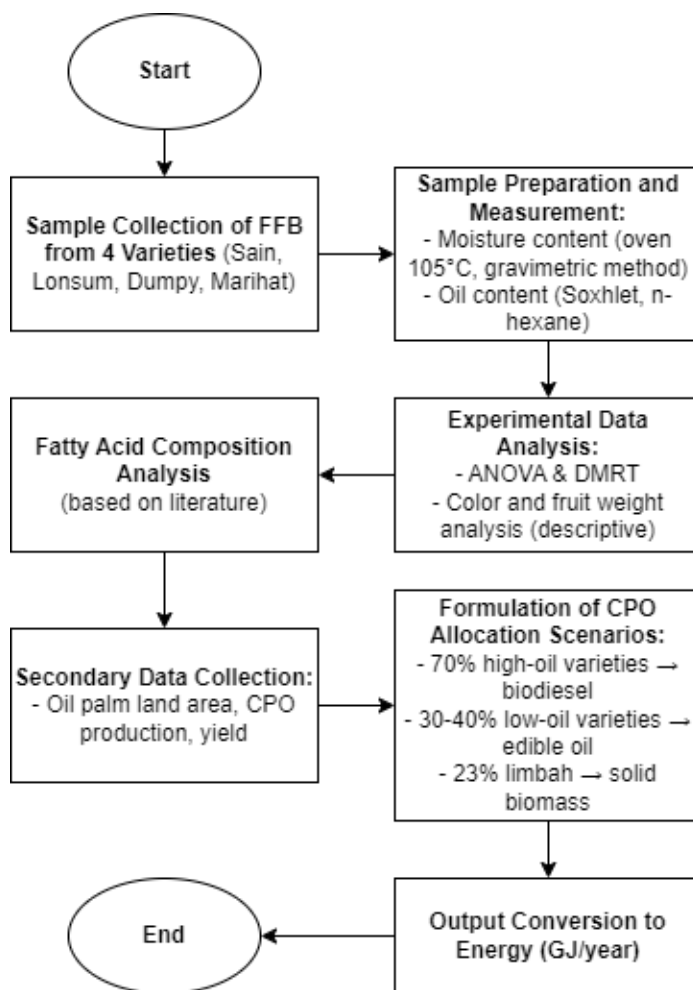 Start
Sample Collection of FFB
from 4 Varieties (Sain,
Lonsum, Dumpy, Marihat)
Sample Preparation and
Measurement:
- Moisture content (oven
105°C, gravimetric method)
- Oil content (Soxhlet, n-
hexane)
Experimental Data
Analysis:
- ANOVA & DMRT
- Color and fruit weight
analysis (descriptive)
Fatty Acid Composition
Analysis
(based on literature)
Secondary Data Collection:
- Oil palm land area, CPO
production, yield
Formulation of CPO
Allocation Scenarios:
- 70% high-oil varieties →
biodiesel
- 30-40% low-oil varieties →
edible oil
- 23% limbah → solid
biomass
Output Conversion to
Energy (GJ/year)
End